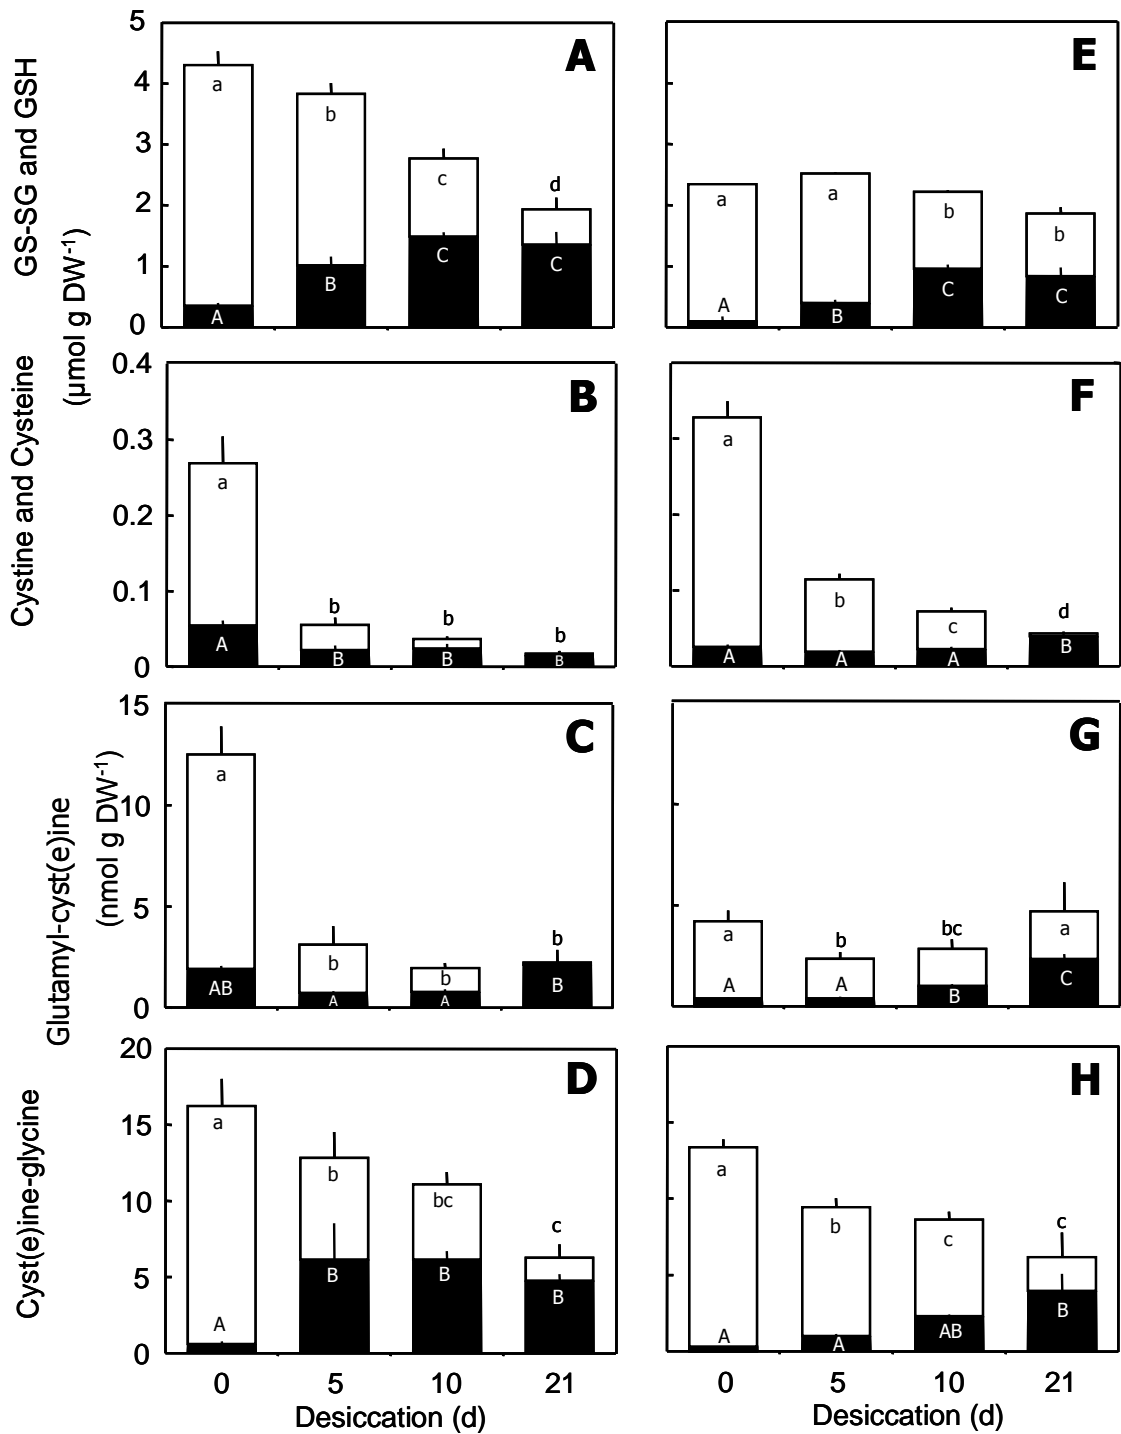 GS-SG and GSH
(µmol g DW-1)
Cystine and Cysteine
Glutamyl-cyst(e)ine
(nmol g DW-1)
Cyst(e)ine-glycine
5
4
3
2
1
0
A
a
b
c
d
A
B
C
C
E
a
a
b
b
A
B
C
C
0.4
0.3
0.2
0.1
0
B
a
b
b
b
A
B
B
B
F
a
b
c
d
A
A
A
B
15
10
5
0
C
a
b
b
b
AB
A
A
B
G
a
b
bc
a
A
A
B
C
20
15
10
5
0
D
a
b
bc
c
A
B
B
B
H
a
b
c
c
A
A
AB
B
0 5 10 21
Desiccation (d)
0 5 10 21
Desiccation (d)